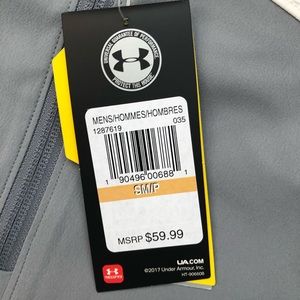 UNIVERSAL GUARANTEE OF PERFORMANCE
PROTECT THIS HOUSE
MENS/HOMMES/HOMBRES
1287619 035
1 90496 00688 1
SM/P
MSRP $59.99
UA.COM
©2017 Under Armour, Inc.